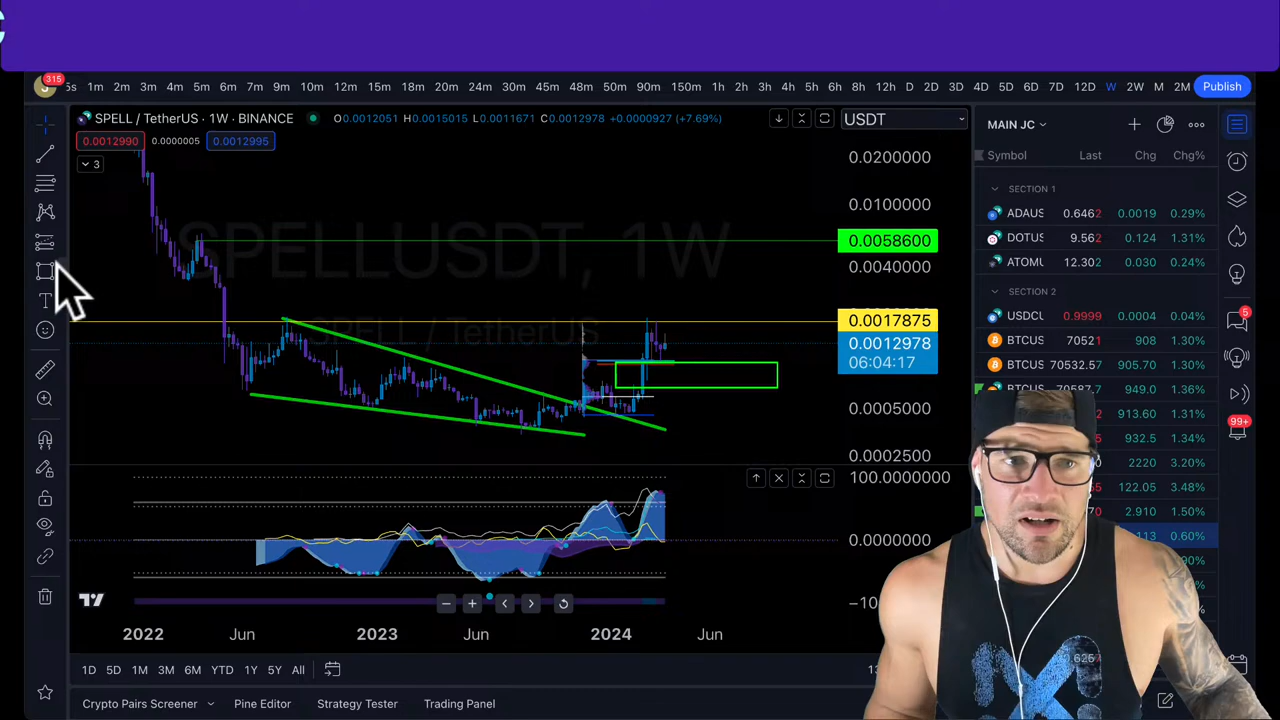 315
5s 1m 2m 3m 4m 5m 6m 7m 9m 10m 12m 15m 18m 30m 45m 48m 50m 90m 150m 1h 2h 3h 4h 5h 6h 8h 12h D 2D 3D 4D 5D 6D 7D 12D W 2W M 2M Publish
SPELL / TetherUS · 1W · BINANCE O0.0012051 H0.0015015 L0.0011671 C0.0012978 +0.0000927 (+7.69%)
USDT
MAIN JC
0.0012990 0.0000005 0.0012995
3
Symbol Last Chg Chg%
SECTION 1
ADAUS 0.6462 0.0019 0.29%
DOTUS 9.562 0.124 1.31%
ATOMU 12.302 0.030 0.24%
SECTION 2
USDCU 0.9999 0.0004 0.04%
BTCUS 70521 908 1.30%
BTCUS 70532.57 905.70 1.30%
BTCUS 70587.7 949.0 1.36%
913.60 1.31%
932.5 1.34%
2220 3.20%
122.05 3.48%
2.910 1.50%
113 0.60%
0.0200000
0.0100000
0.0058600
0.0040000
0.0017875
0.0012978
06:04:17
0.0005000
0.0002500
SPELLUSDT, 1W
SPELL / TetherUS
100.0000000
0.0000000
−10
2022 Jun 2023 Jun 2024 Jun
1D 5D 1M 3M 6M YTD 1Y 5Y All
Crypto Pairs Screener Pine Editor Strategy Tester Trading Panel
5
99+